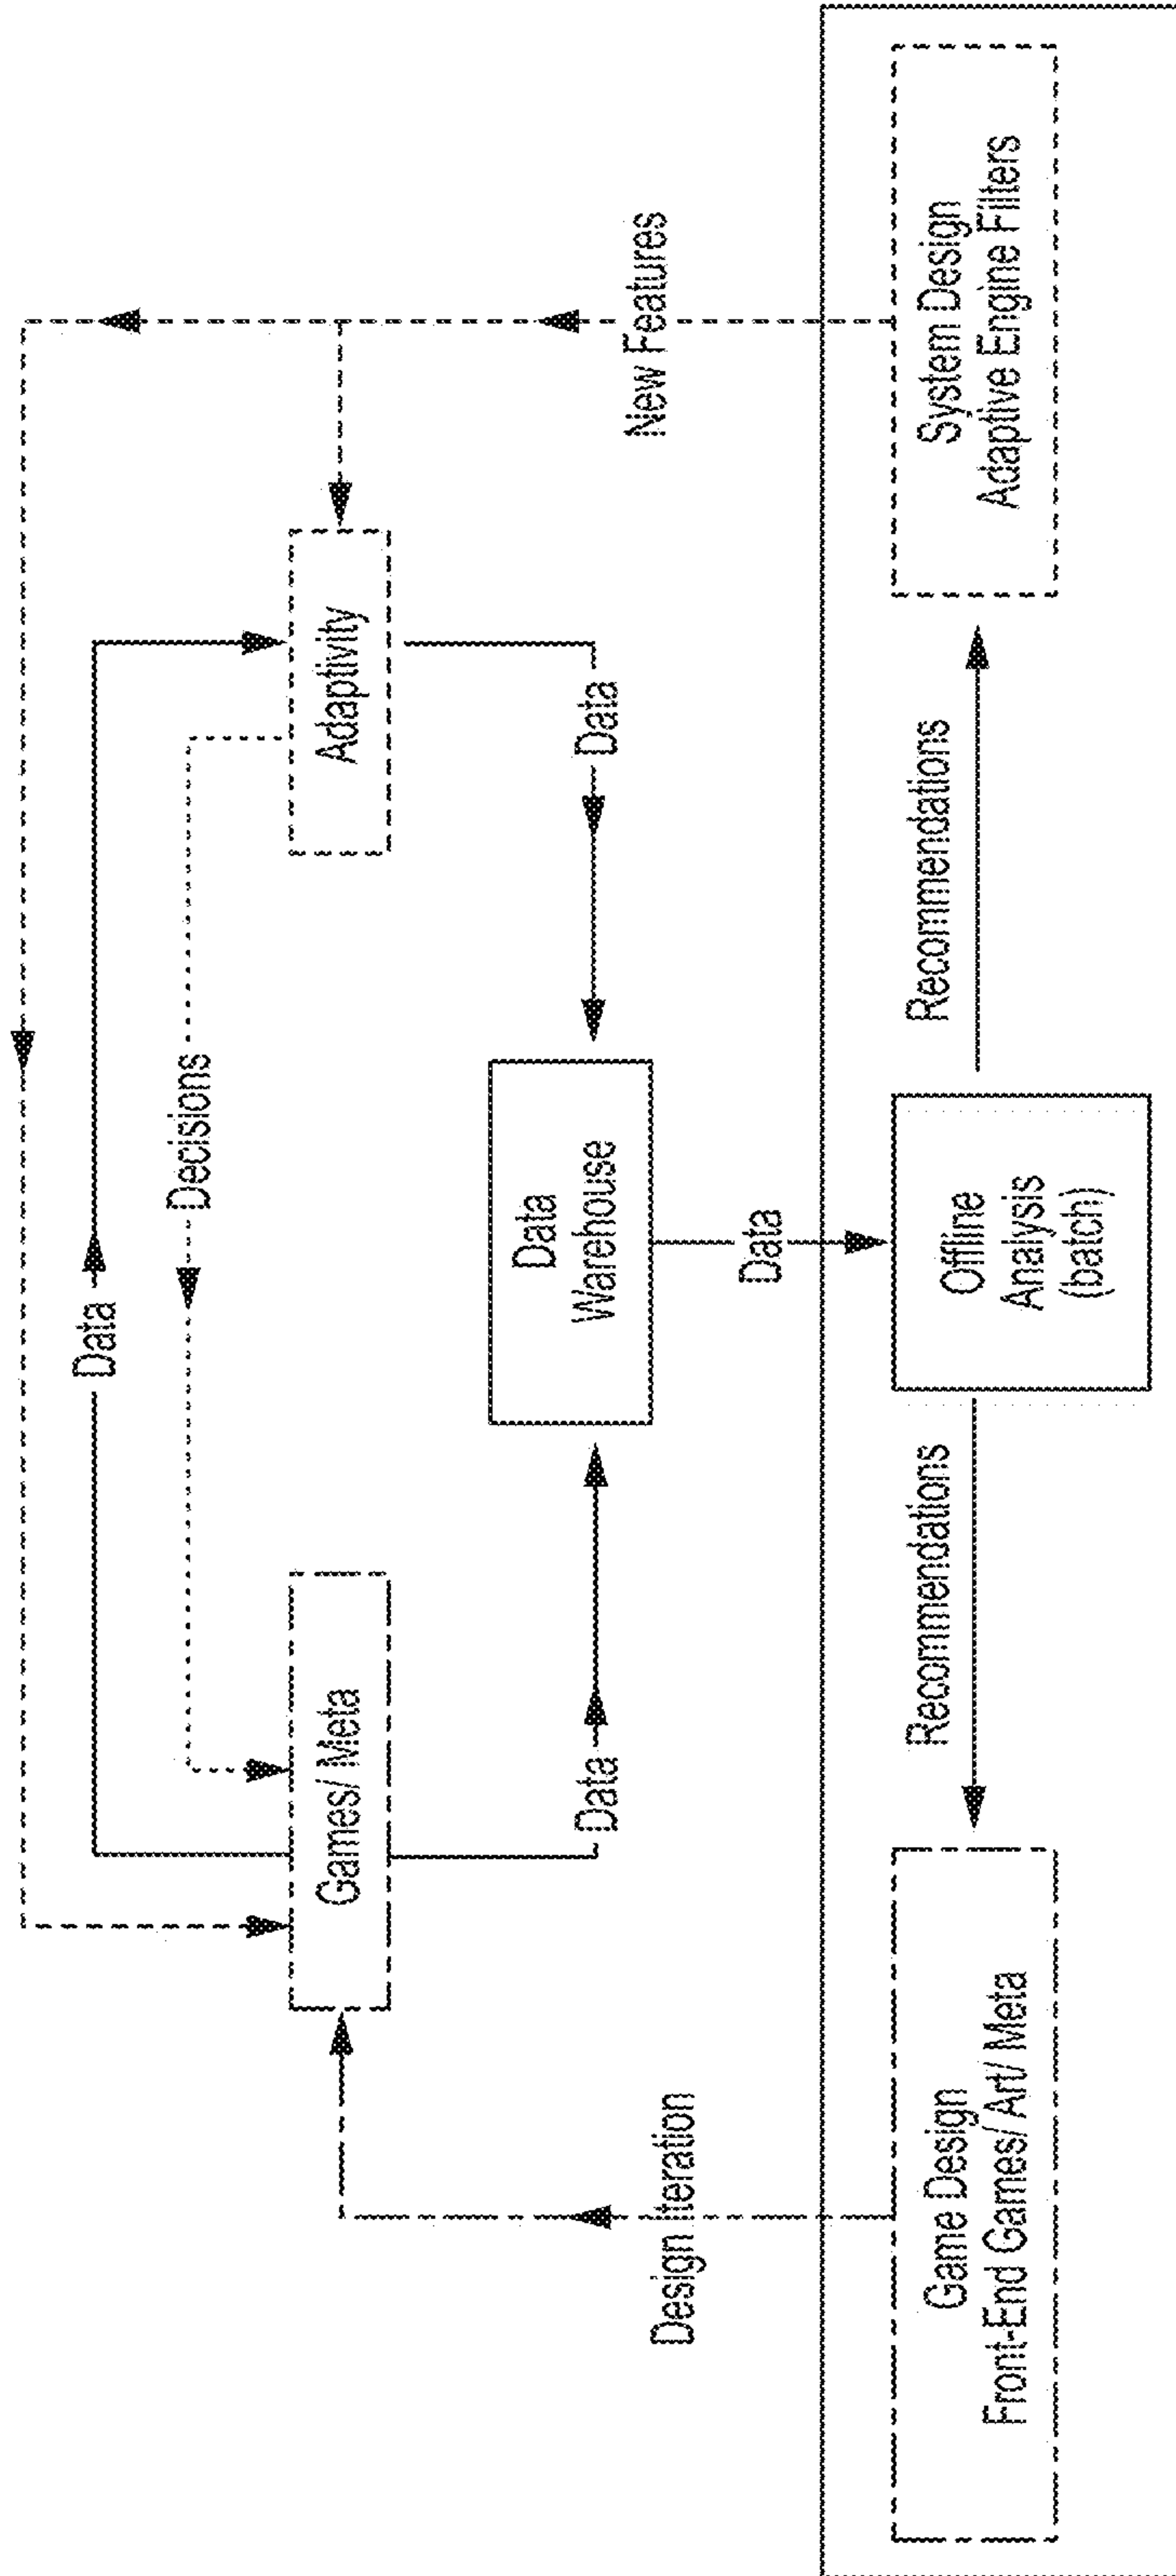 Data
Decisions
Games/ Meta
Adaptivity
Data
Warehouse
Data
Data
Design Iteration
New Features
Data
Recommendations
Recommendations
Game Design
Front-End Games/ Art/ Meta
Offline
Analysis
(batch)
System Design
Adaptive Engine Filters